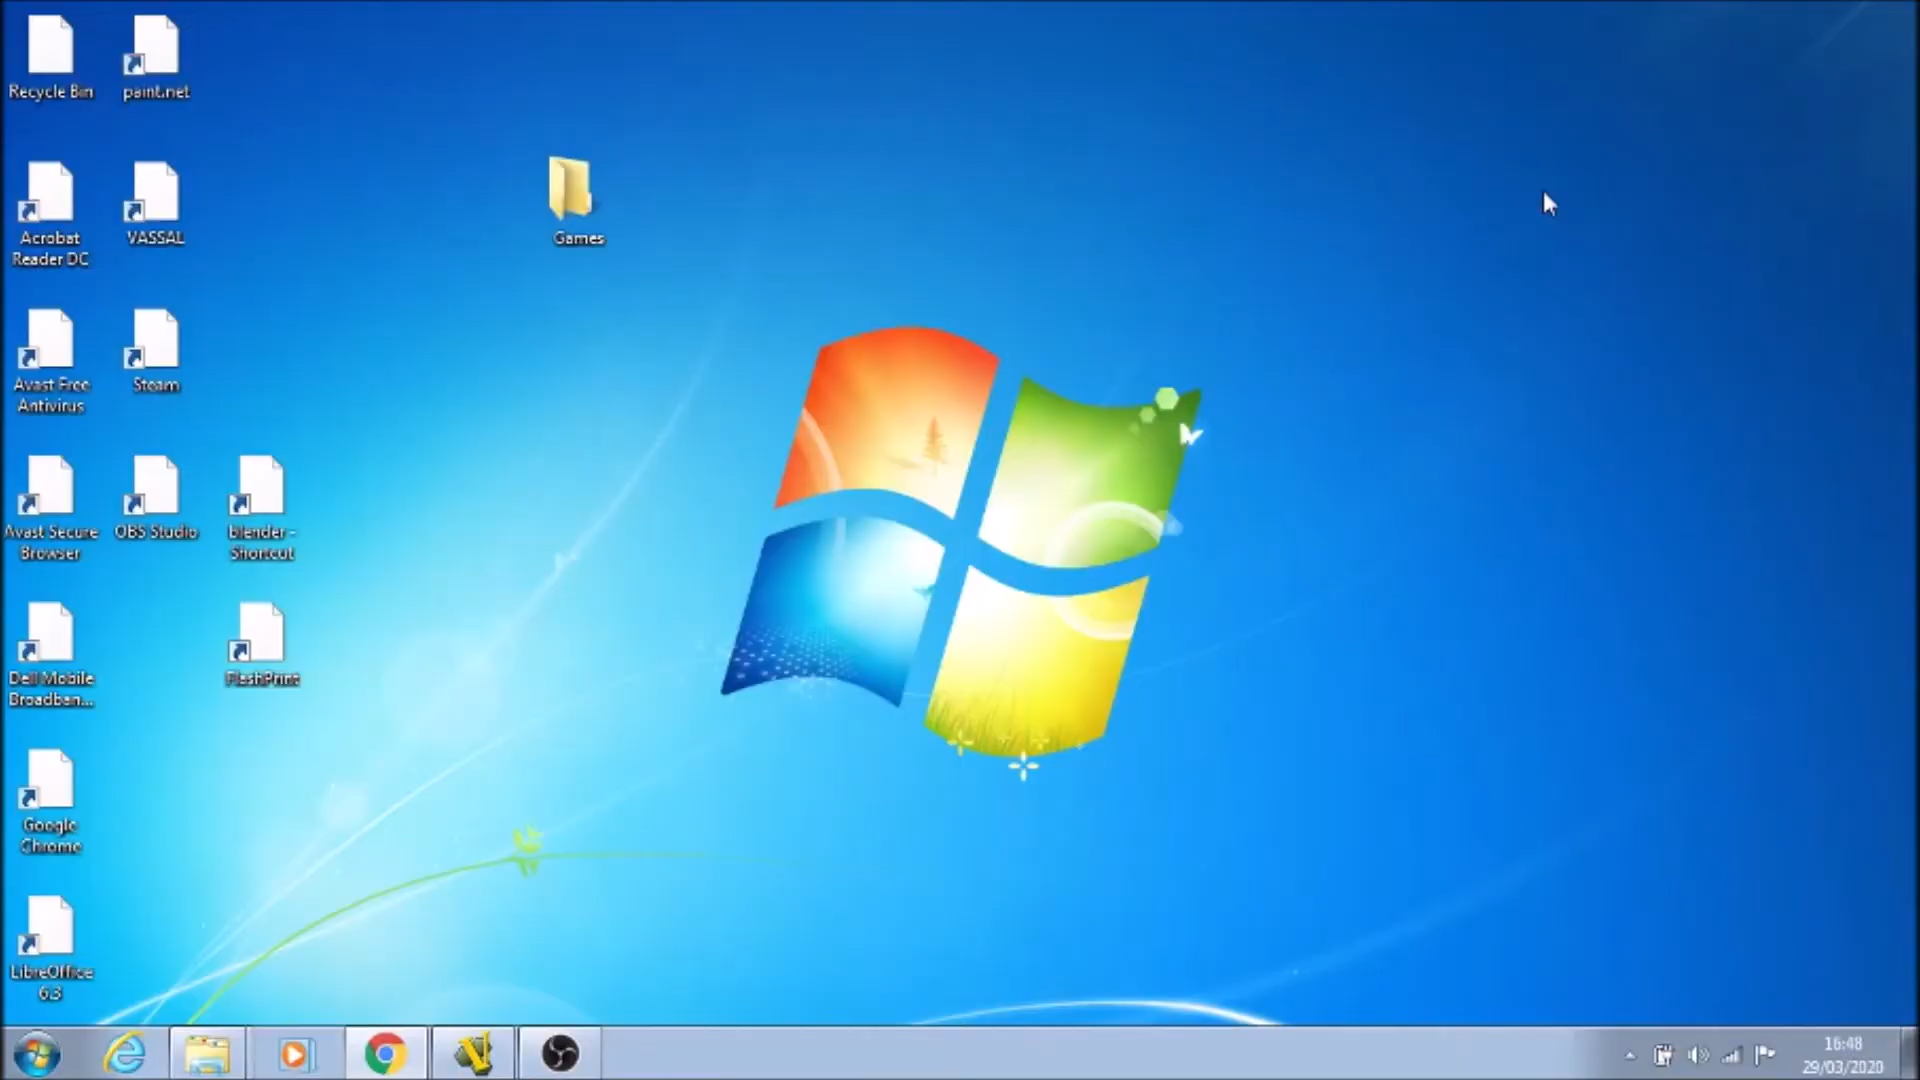 Recycle Bin
paint.net
Acrobat
Reader DC
VASSAL
Games
Avast Free
Antivirus
Steam
Avast Secure
Browser
OBS Studio
blender -
Shortcut
Dell Mobile
Broadban...
FlashPrint
Google
Chrome
LibreOffice
6.3
16:48
29/03/2020